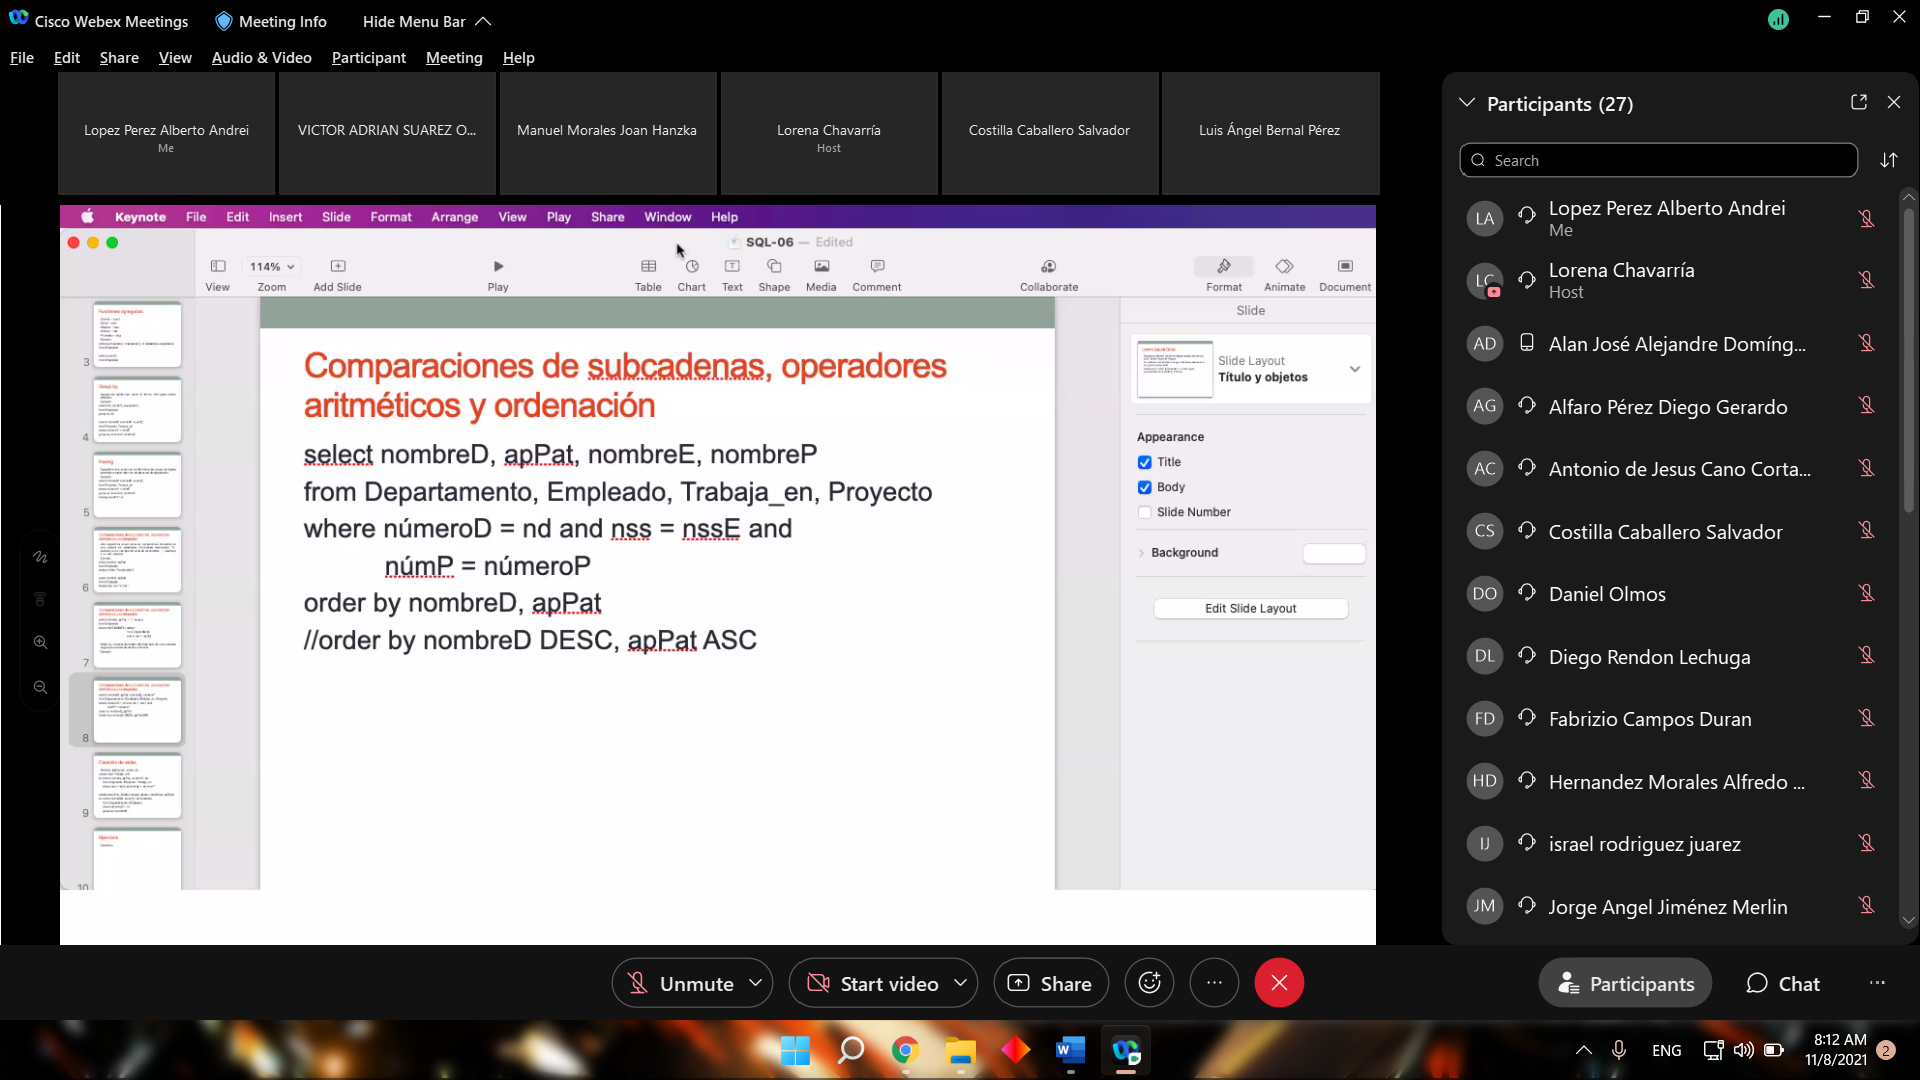 Cisco Webex Meetings Meeting Info Hide Menu Bar
File Edit Share View Audio & Video Participant Meeting Help
Lopez Perez Alberto Andrei
Me
VICTOR ADRIAN SUAREZ O...
Manuel Morales Joan Hanzka
Lorena Chavarría
Host
Costilla Caballero Salvador
Luis Ángel Bernal Pérez
Keynote File Edit Insert Slide Format Arrange View Play Share Window Help
SQL-06 — Edited
114%
View Zoom Add Slide Play Table Chart Text Shape Media Comment Collaborate Format Animate Document
3
4
5
6
7
8
9
10
Comparaciones de subcadenas, operadores
aritméticos y ordenación
select nombreD, apPat, nombreE, nombreP
from Departamento, Empleado, Trabaja_en, Proyecto
where númeroD = nd and nss = nssE and
númP = númeroP
order by nombreD, apPat
//order by nombreD DESC, apPat ASC
Slide
Slide Layout
Título y objetos
Appearance
Title
Body
Slide Number
Background
Edit Slide Layout
Participants (27)
Search
LA Lopez Perez Alberto Andrei
Me
LC Lorena Chavarría
Host
AD Alan José Alejandre Domíng...
AG Alfaro Pérez Diego Gerardo
AC Antonio de Jesus Cano Corta...
CS Costilla Caballero Salvador
DO Daniel Olmos
DL Diego Rendon Lechuga
FD Fabrizio Campos Duran
HD Hernandez Morales Alfredo ...
IJ israel rodriguez juarez
JM Jorge Angel Jiménez Merlin
Unmute Start video Share Participants Chat
ENG
8:12 AM
11/8/2021
2